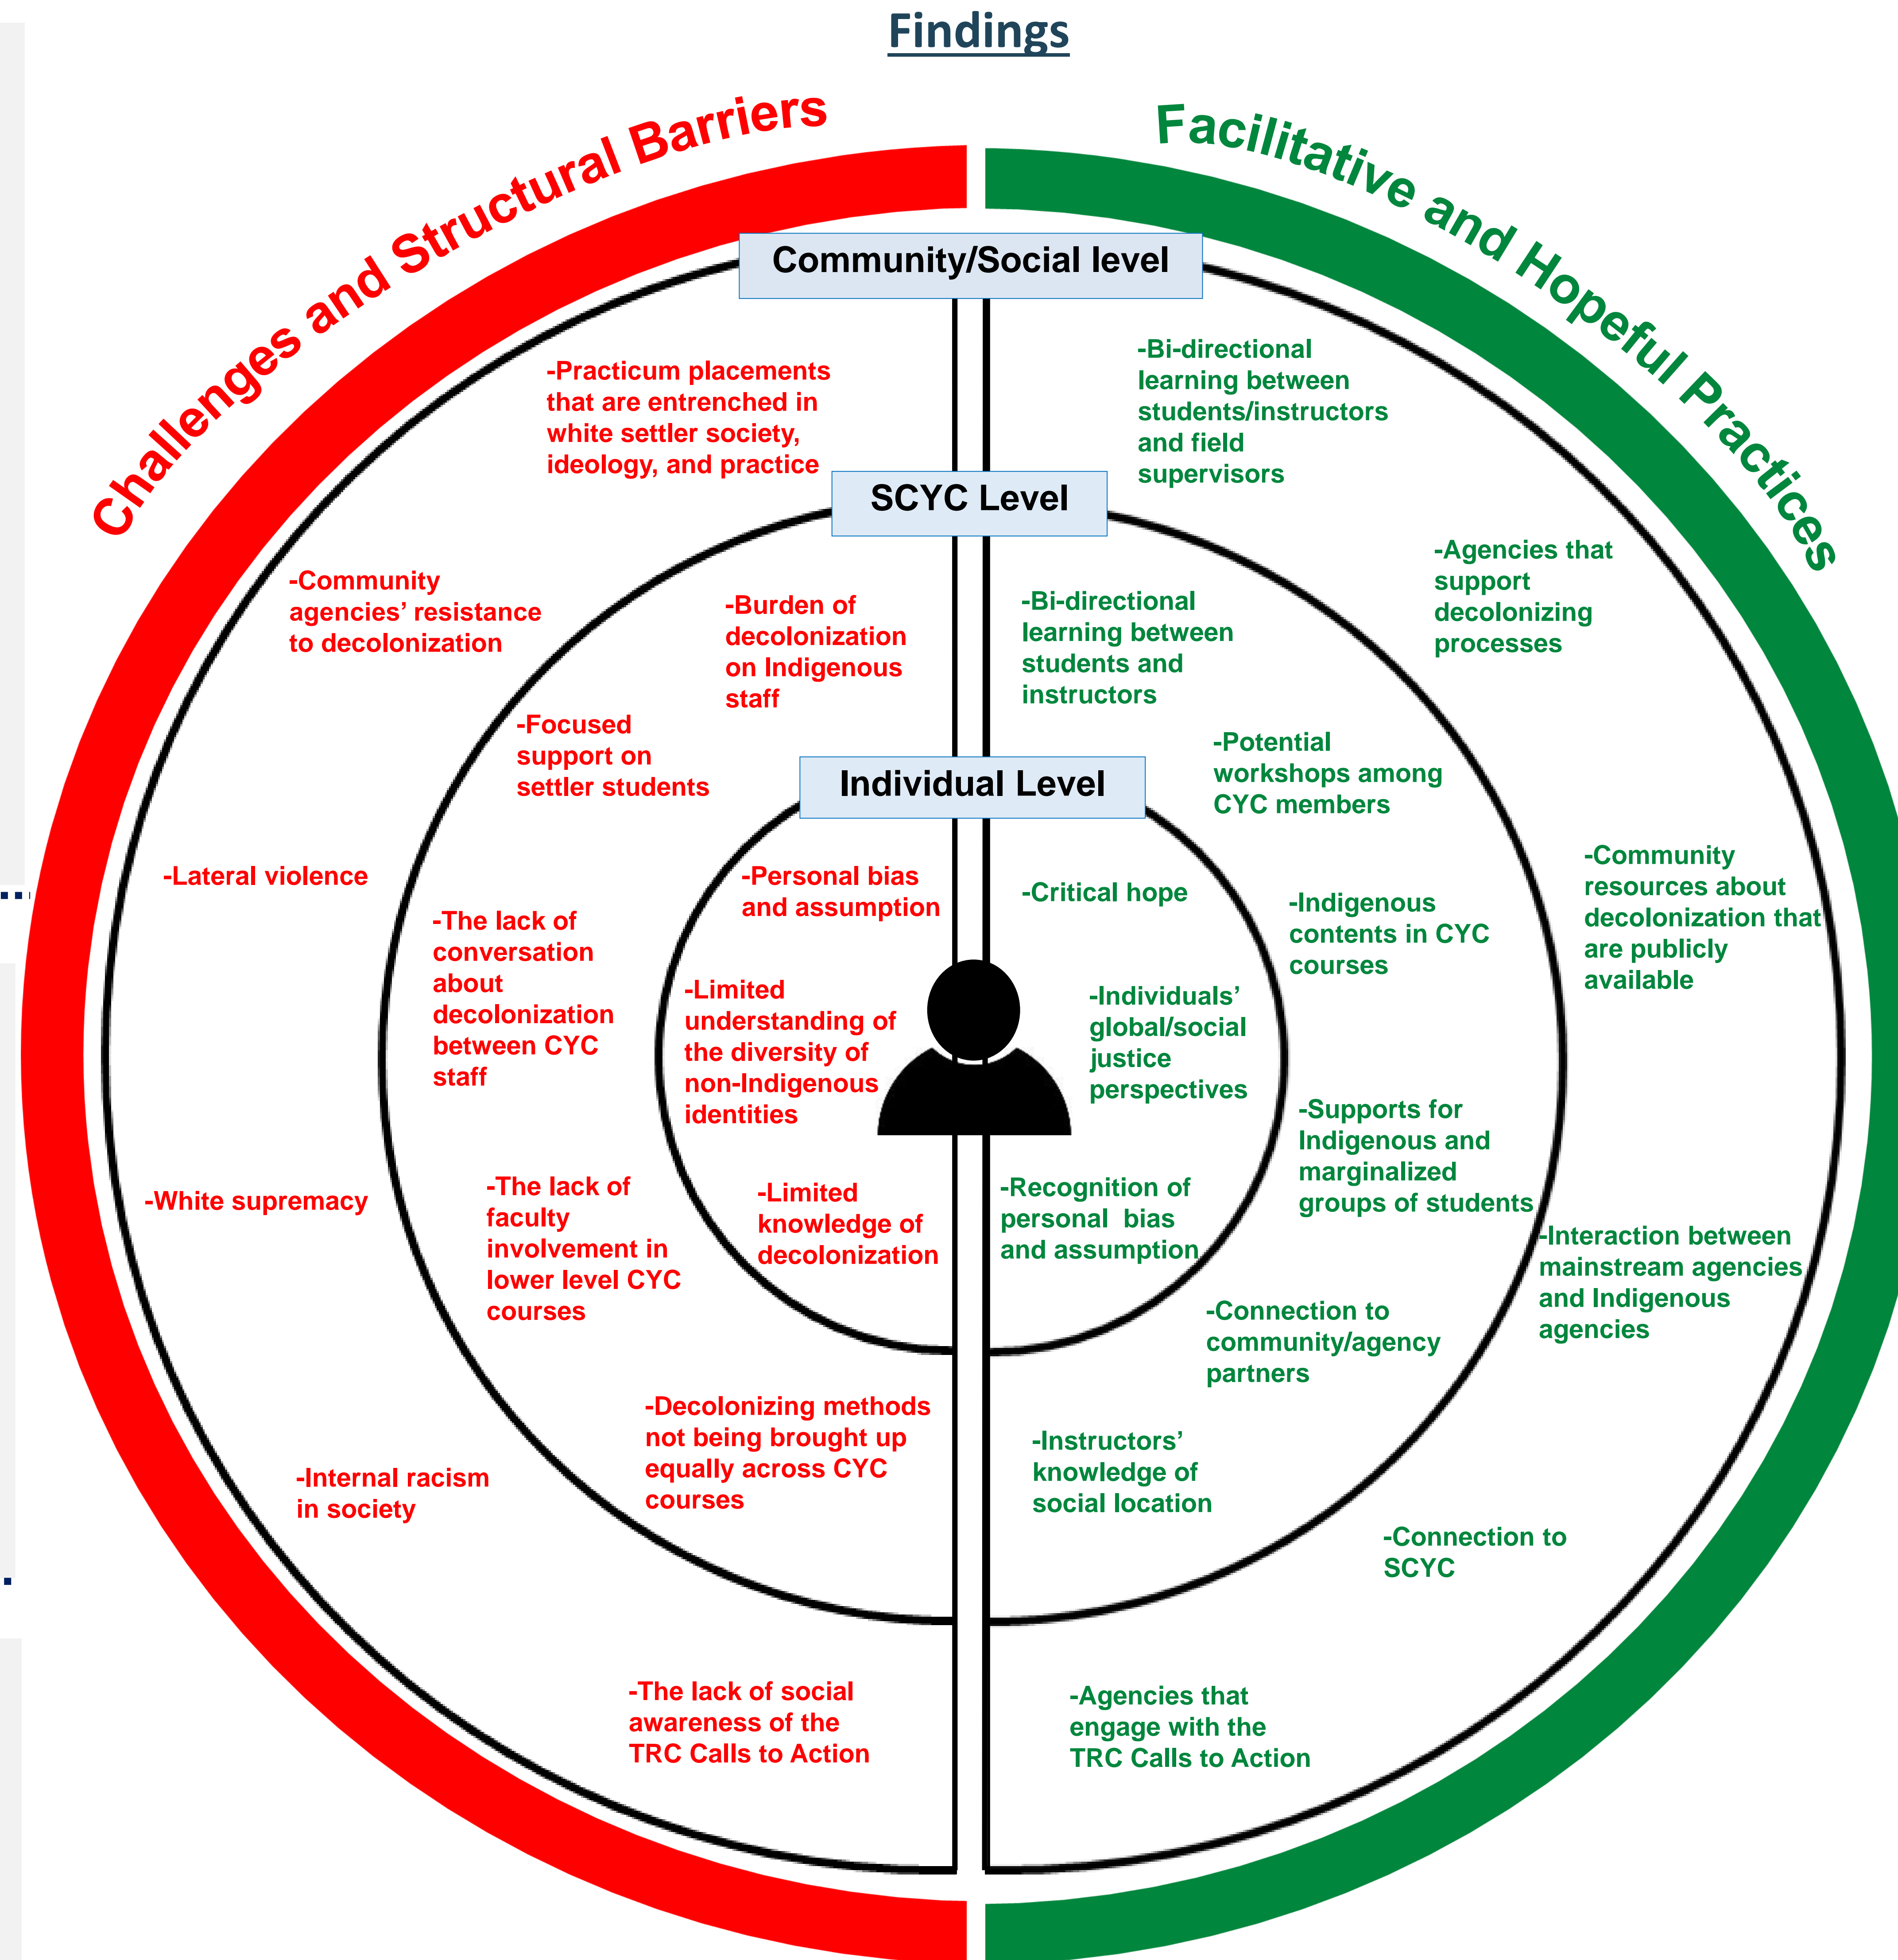 Findings
Challenges and Structural Barriers
Facilitative and Hopeful Practices
Community/Social level
-Practicum placements
that are entrenched in
white settler society,
ideology, and practice
-Community
agencies’ resistance
to decolonization
-Lateral violence
-White supremacy
-Internal racism
in society
-The lack of social
awareness of the
TRC Calls to Action
-Bi-directional
learning between
students/instructors
and field
supervisors
-Agencies that
support
decolonizing
processes
-Community
resources about
decolonization that
are publicly
available
-Interaction between
mainstream agencies
and Indigenous
agencies
-Connection to
SCYC
-Agencies that
engage with the
TRC Calls to Action
SCYC Level
-Burden of
decolonization
on Indigenous
staff
-Focused
support on
settler students
-The lack of
conversation
about
decolonization
between CYC
staff
-The lack of
faculty
involvement in
lower level CYC
courses
-Decolonizing methods
not being brought up
equally across CYC
courses
-Bi-directional
learning between
students and
instructors
-Potential
workshops among
CYC members
-Indigenous
contents in CYC
courses
-Supports for
Indigenous and
marginalized
groups of students
-Connection to
community/agency
partners
-Instructors’
knowledge of
social location
Individual Level
-Personal bias
and assumption
-Limited
understanding of
the diversity of
non-Indigenous
identities
-Limited
knowledge of
decolonization
-Critical hope
-Individuals’
global/social
justice
perspectives
-Recognition of
personal  bias
and assumption